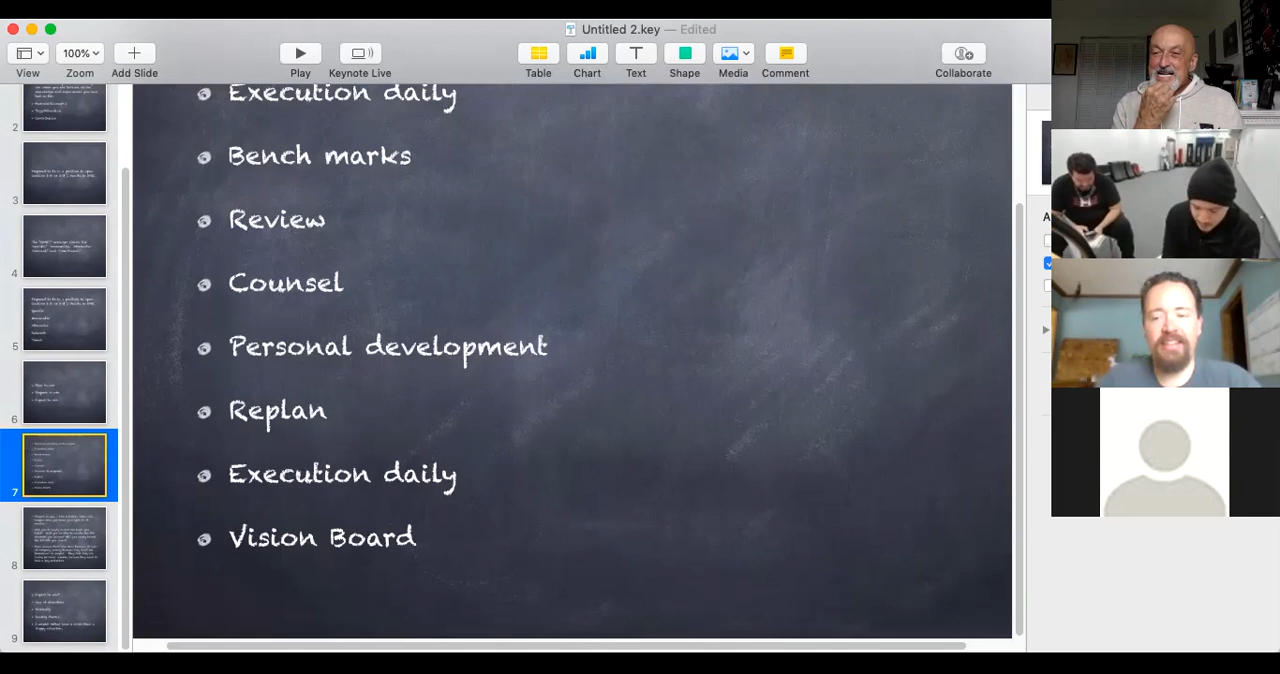 Untitled 2.key — Edited
100%
View
Zoom
Add Slide
Play
Keynote Live
Table
Chart
Text
Shape
Media
Comment
Collaborate
Execution daily
Bench marks
Review
Counsel
Personal development
Replan
Execution daily
Vision Board
2
3
4
5
6
7
8
9